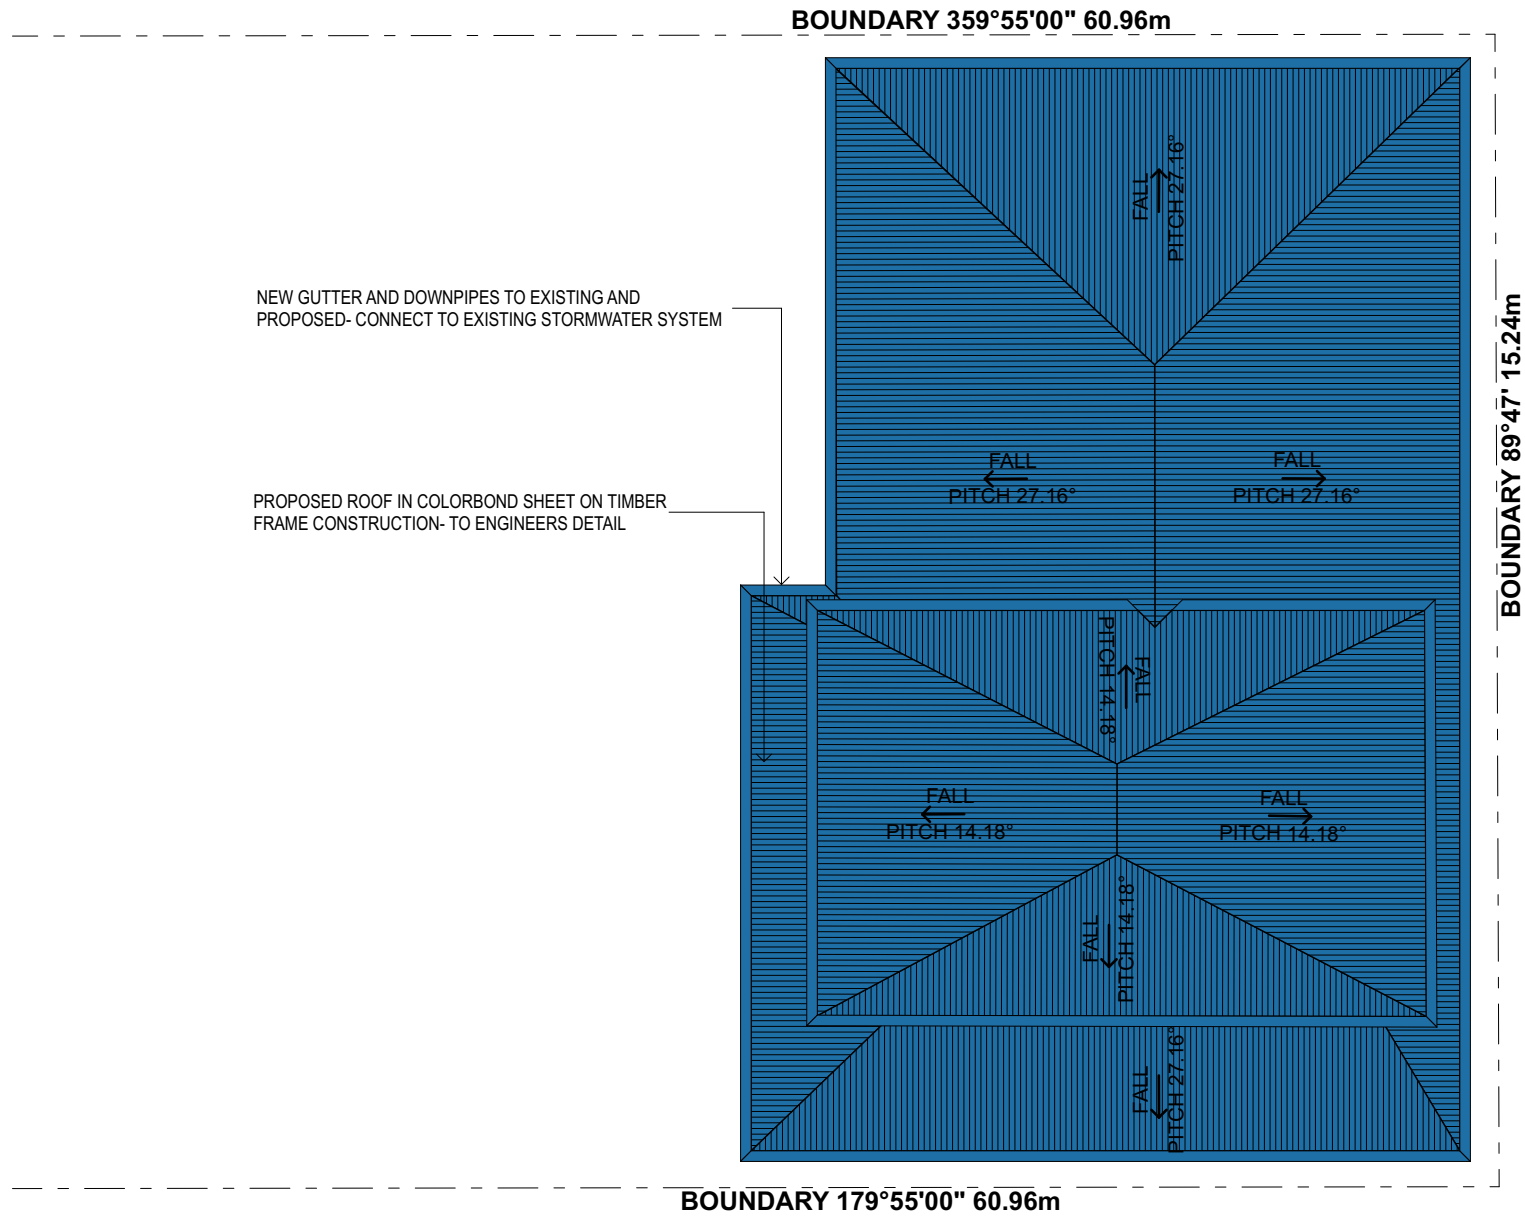 BOUNDARY 359°55'00" 60.96m
FALL
PITCH 27.16°
NEW GUTTER AND DOWNPIPES TO EXISTING AND
PROPOSED- CONNECT TO EXISTING STORMWATER SYSTEM
BOUNDARY 89°47' 15.24m
FALL
PITCH 27.16°
FALL
PITCH 27.16°
PROPOSED ROOF IN COLORBOND SHEET ON TIMBER
FRAME CONSTRUCTION- TO ENGINEERS DETAIL
PITCH 14.18°
FALL
FALL
PITCH 14.18°
FALL
PITCH 14.18°
FALL
PITCH 14.18°
FALL
PITCH 27.16°
BOUNDARY 179°55'00" 60.96m